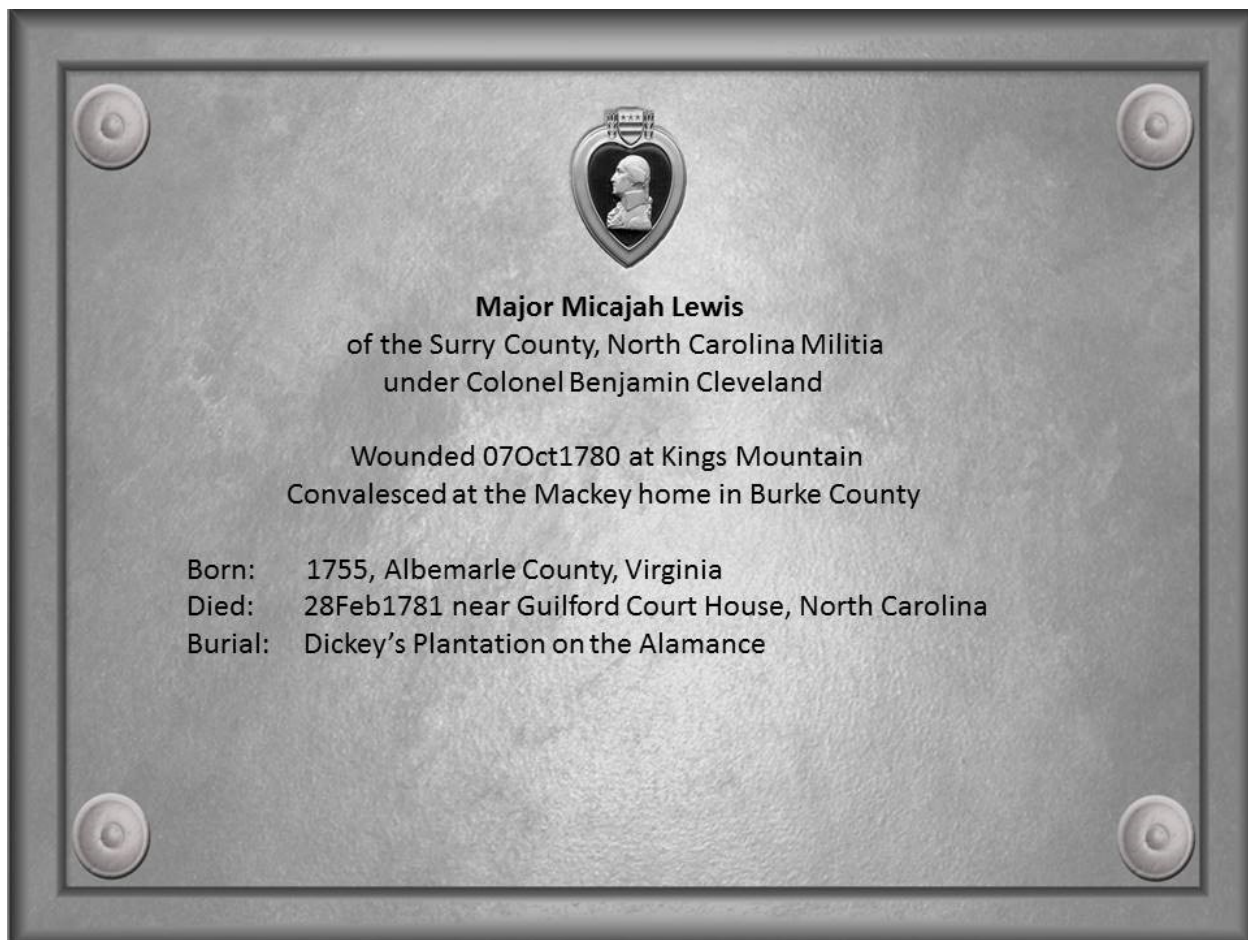 Major Micajah Lewis
of the Surry County, North Carolina Militia
under Colonel Benjamin Cleveland
Wounded 07Oct1780 at Kings Mountain
Convalesced at the Mackey home in Burke County
Born: 1755, Albemarle County, Virginia
Died: 28Feb1781 near Guilford Court House, North Carolina
Burial: Dickey’s Plantation on the Alamance